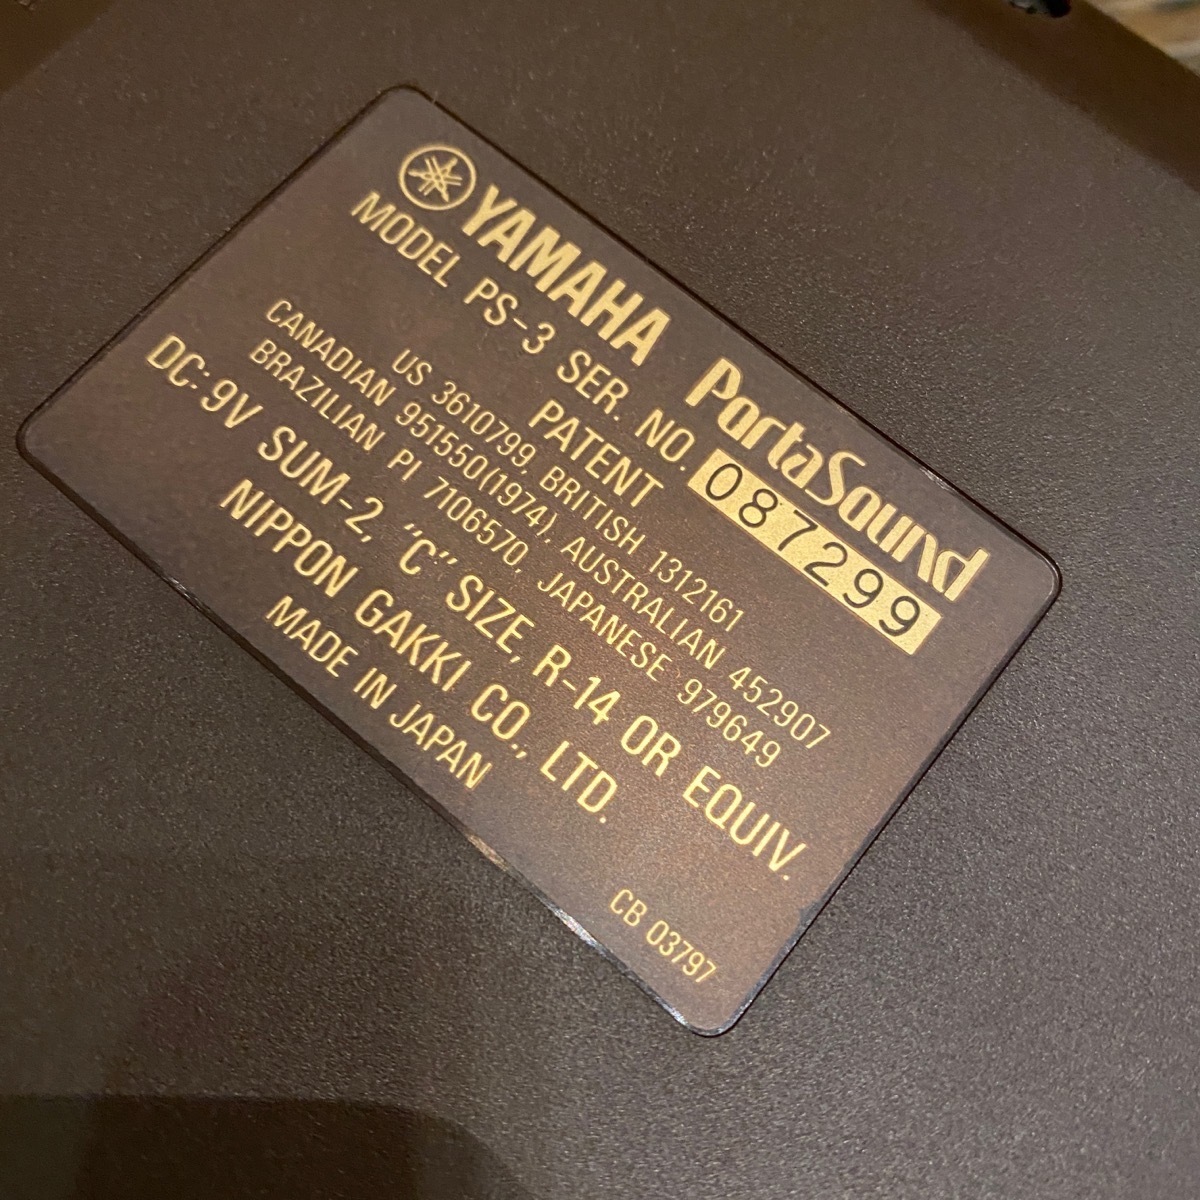 YAMAHA PortaSound
MODEL PS-3 SER. NO. 087299
PATENT
US 3610799, BRITISH 1312161
CANADIAN 951550(1974), AUSTRALIAN 452907
BRAZILIAN PI 7106570, JAPANESE 979649
DC: 9V SUM-2, "C" SIZE, R-14 OR EQUIV.
NIPPON GAKKI CO., LTD.
MADE IN JAPAN
CB 03797